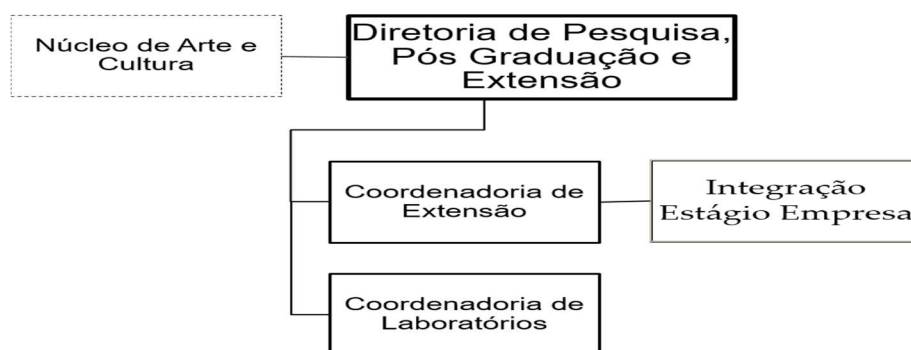 Núcleo de Arte e
Cultura
Diretoria de Pesquisa,
Pós Graduação e
Extensão
Coordenadoria de
Extensão
Integração
Estágio Empresa
Coordenadoria de
Laboratórios